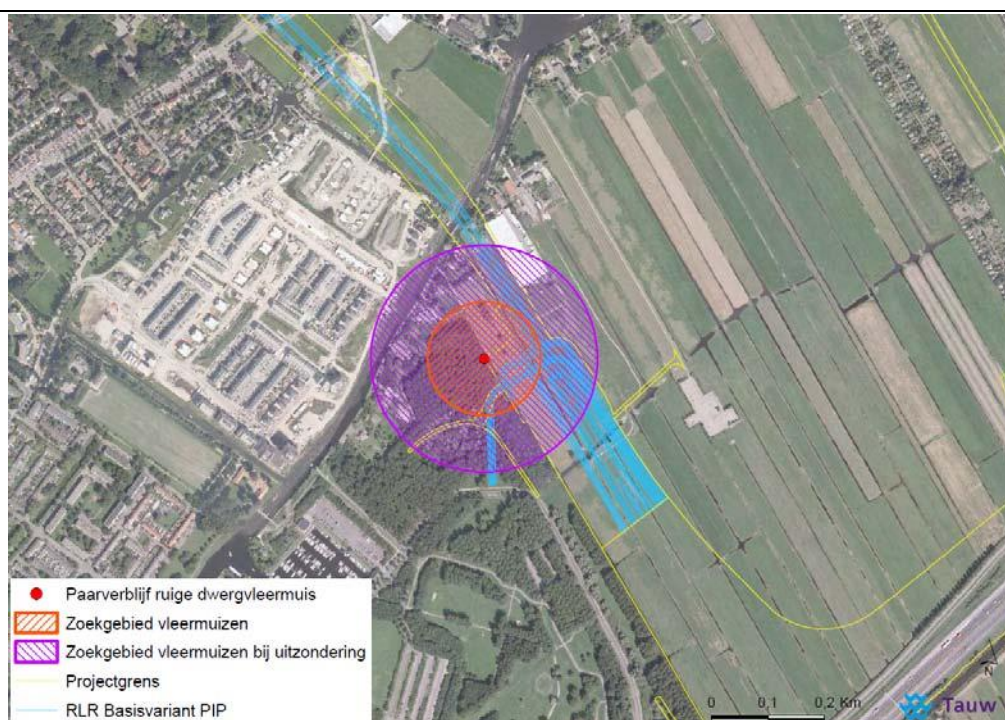 Paarverblijf ruige dwergvleermuis
Zoekgebied vleermuizen
Zoekgebied vleermuizen bij uitzondering
Projectgrens
RLR Basisvariant PIP
0 0,1 0,2 Km
N
Tauw